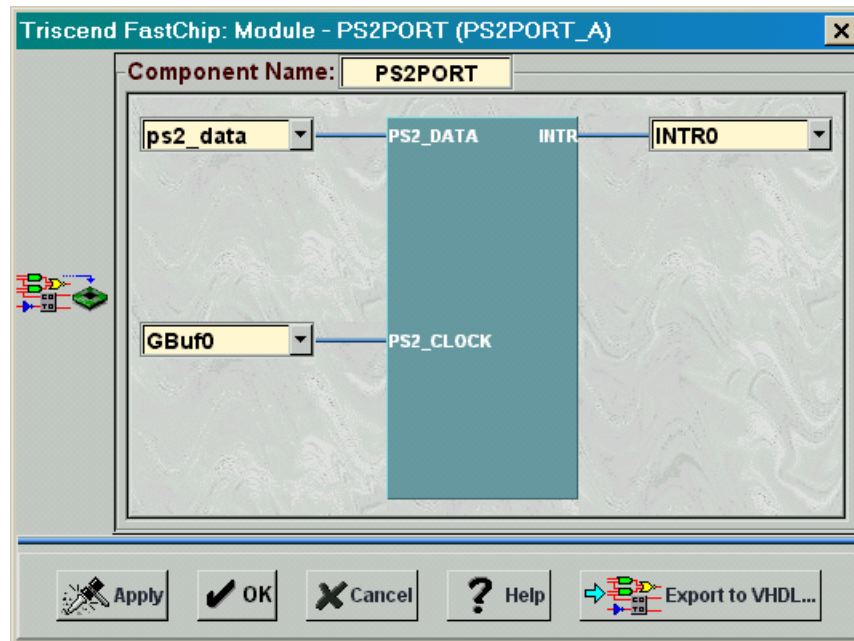 Triscend FastChip: Module - PS2PORT (PS2PORT_A)
Component Name: PS2PORT
ps2_data PS2_DATA INTR INTR0
GBuf0 PS2_CLOCK
Apply OK Cancel ? Help Export to VHDL...